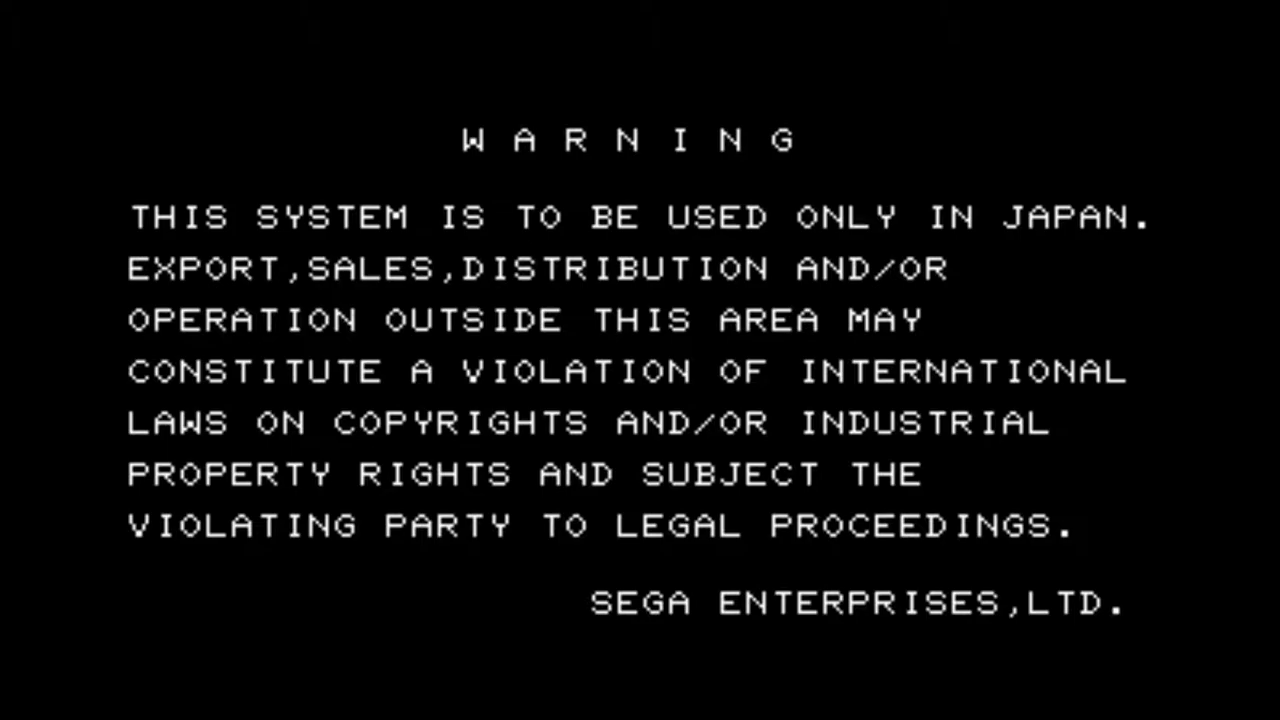 W A R N I N G
THIS SYSTEM IS TO BE USED ONLY IN JAPAN.
EXPORT,SALES,DISTRIBUTION AND/OR
OPERATION OUTSIDE THIS AREA MAY
CONSTITUTE A VIOLATION OF INTERNATIONAL
LAWS ON COPYRIGHTS AND/OR INDUSTRIAL
PROPERTY RIGHTS AND SUBJECT THE
VIOLATING PARTY TO LEGAL PROCEEDINGS.
SEGA ENTERPRISES,LTD.